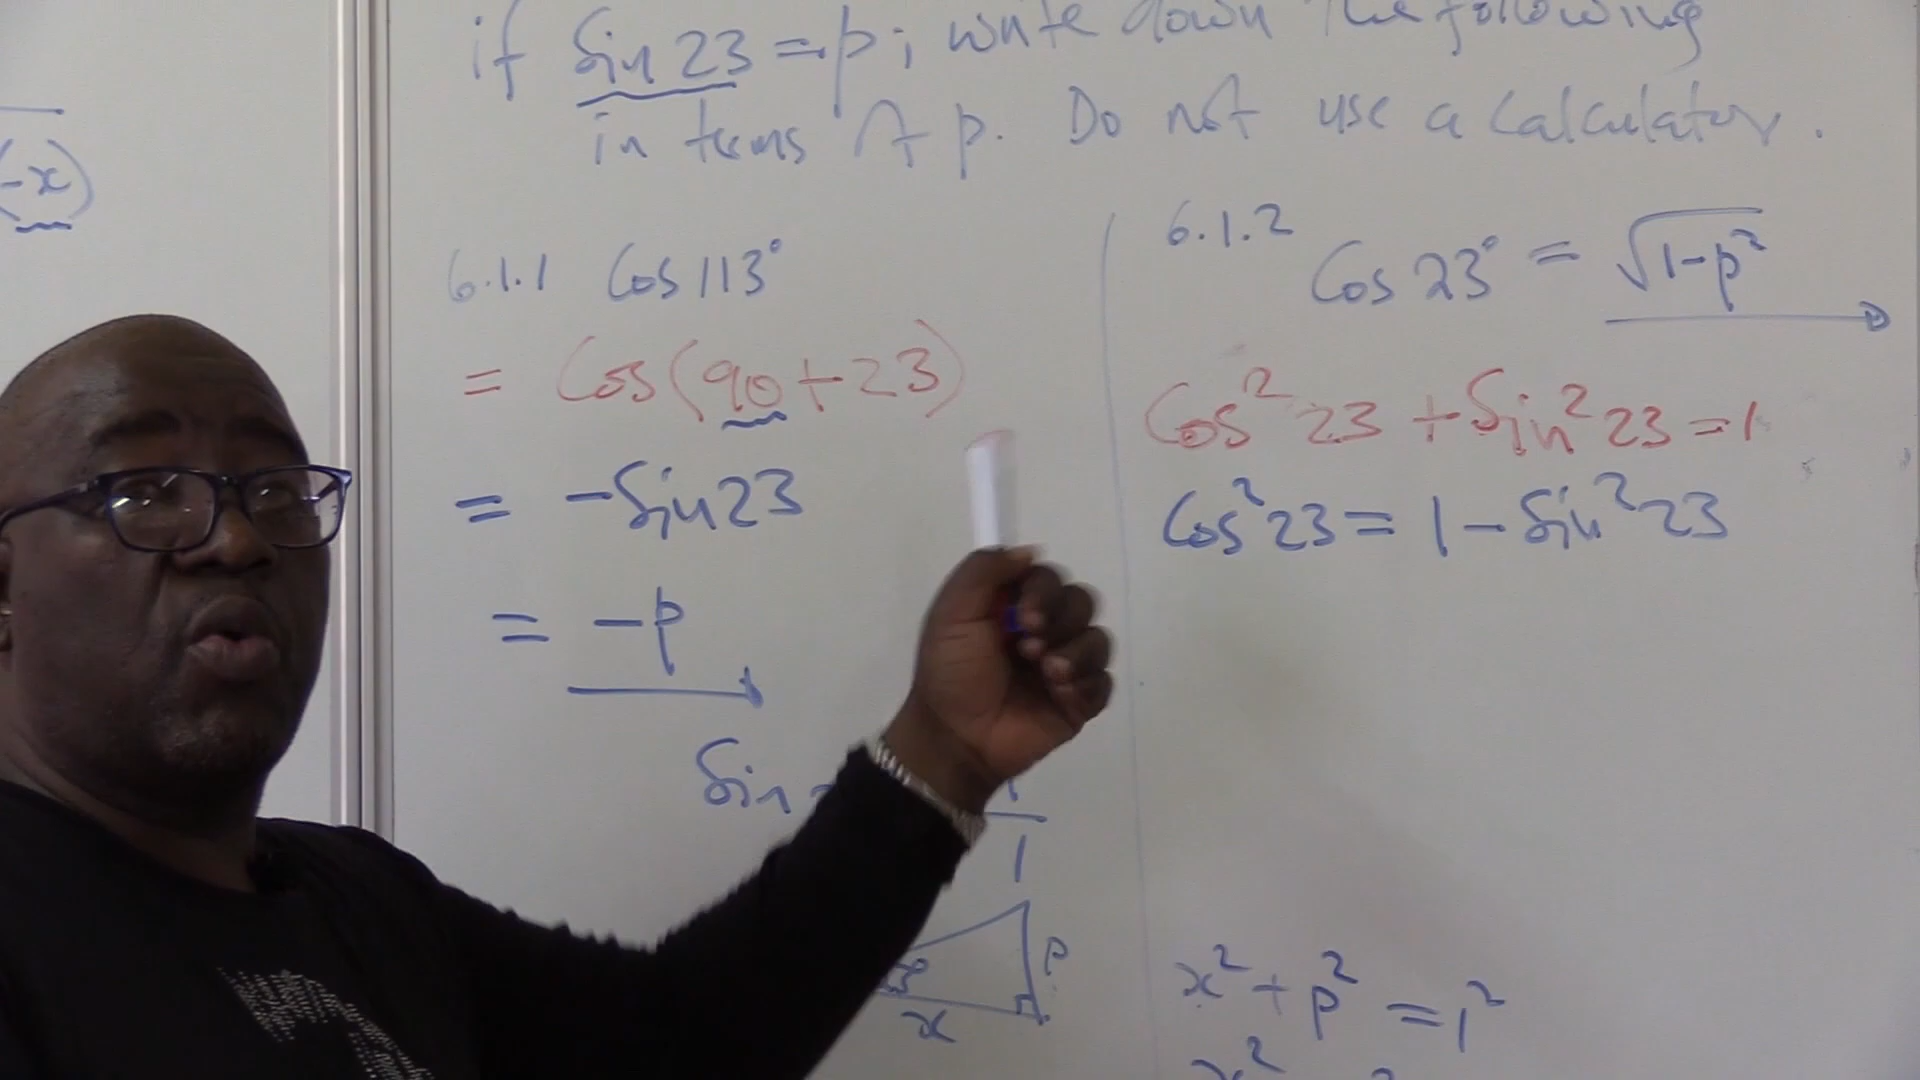 if sin 23 = p; write down the following
in terms of p. Do not use a calculator.
(-x)
6.1.1 Cos 113°
= Cos(90+23)
= -Sin23
= -p
Sin
1
p
x
6.1.2 Cos 23° = √1-p²
Cos² 23 + Sin² 23 = 1
Cos² 23 = 1 - Sin² 23
x² + p² = 1²
x²